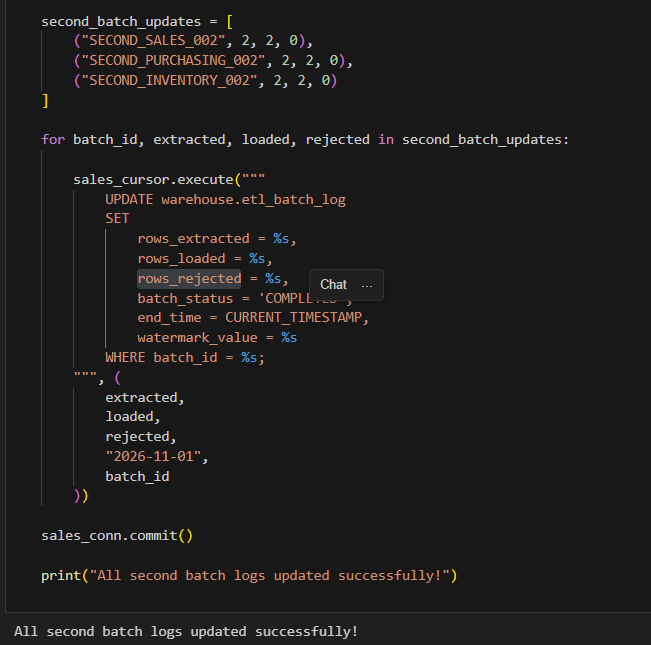 second_batch_updates = [
("SECOND_SALES_002", 2, 2, 0),
("SECOND_PURCHASING_002", 2, 2, 0),
("SECOND_INVENTORY_002", 2, 2, 0)
]
for batch_id, extracted, loaded, rejected in second_batch_updates:
sales_cursor.execute("""
UPDATE warehouse.etl_batch_log
SET
rows_extracted = %s,
rows_loaded = %s,
rows_rejected = %s,
Chat ...
batch_status = '
end_time = CURRENT_TIMESTAMP,
watermark_value = %s
WHERE batch_id = %s;
""", (
extracted,
loaded,
rejected,
"2026-11-01",
batch_id
))
sales_conn.commit()
print("All second batch logs updated successfully!")
All second batch logs updated successfully!